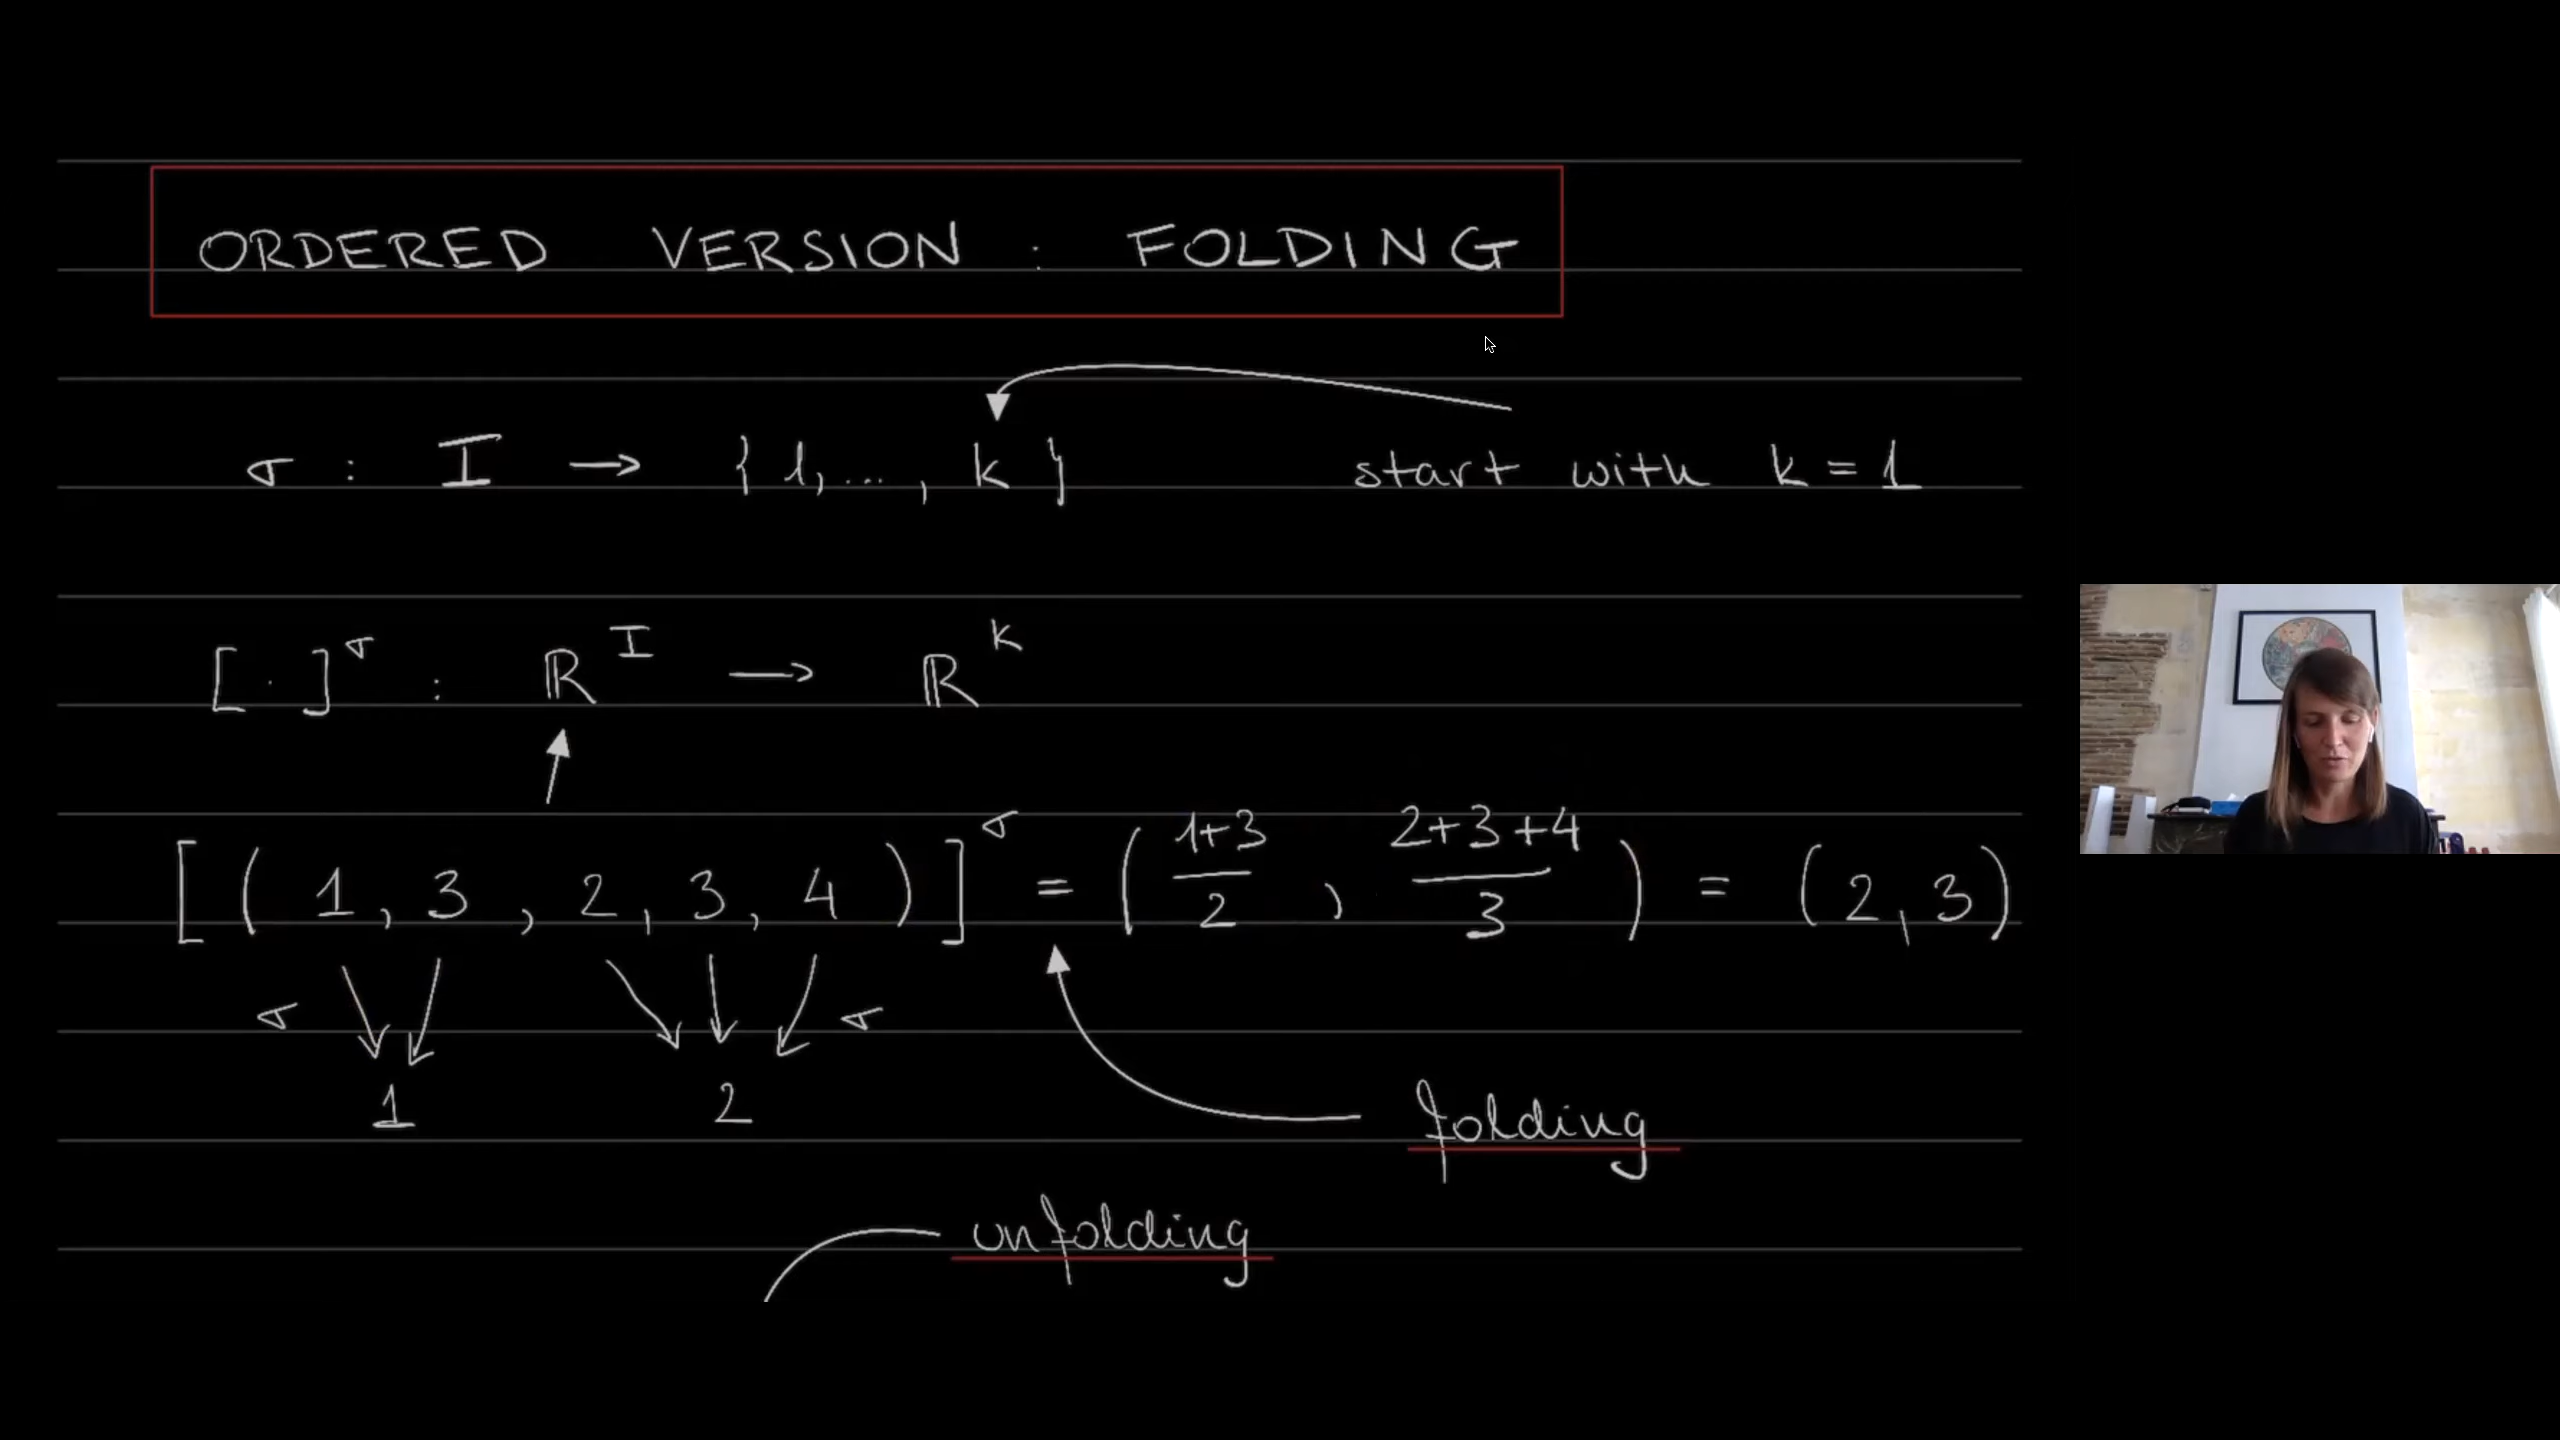 ORDERED VERSION : FOLDING
σ : I → { 1, ... , k } start with k = 1
[ · ]^σ : ℝ^I → ℝ^k
[ ( 1, 3 , 2, 3, 4 ) ]^σ = ( (1+3)/2 , (2+3+4)/3 ) = ( 2, 3 )
σ σ
1 2
folding
unfolding